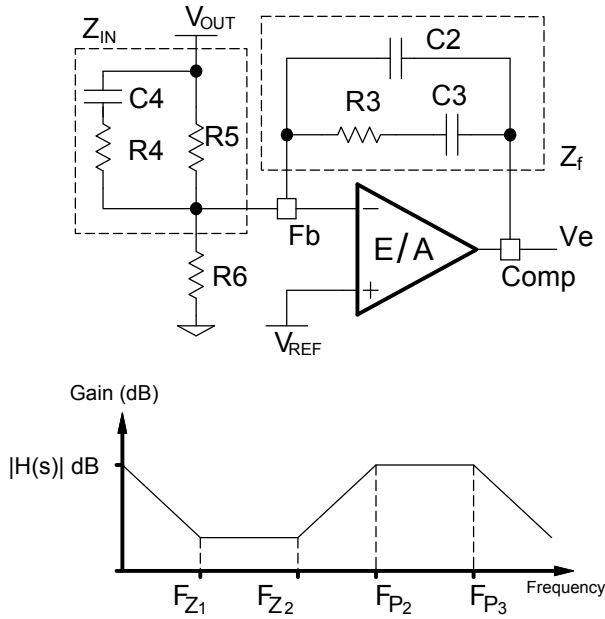 Z_IN
V_OUT
C2
C4
R3
C3
R4
R5
Z_f
Fb
−
E/A
Ve
Comp
R6
+
V_REF
Gain (dB)
|H(s)| dB
F_Z1
F_Z2
F_P2
F_P3
Frequency